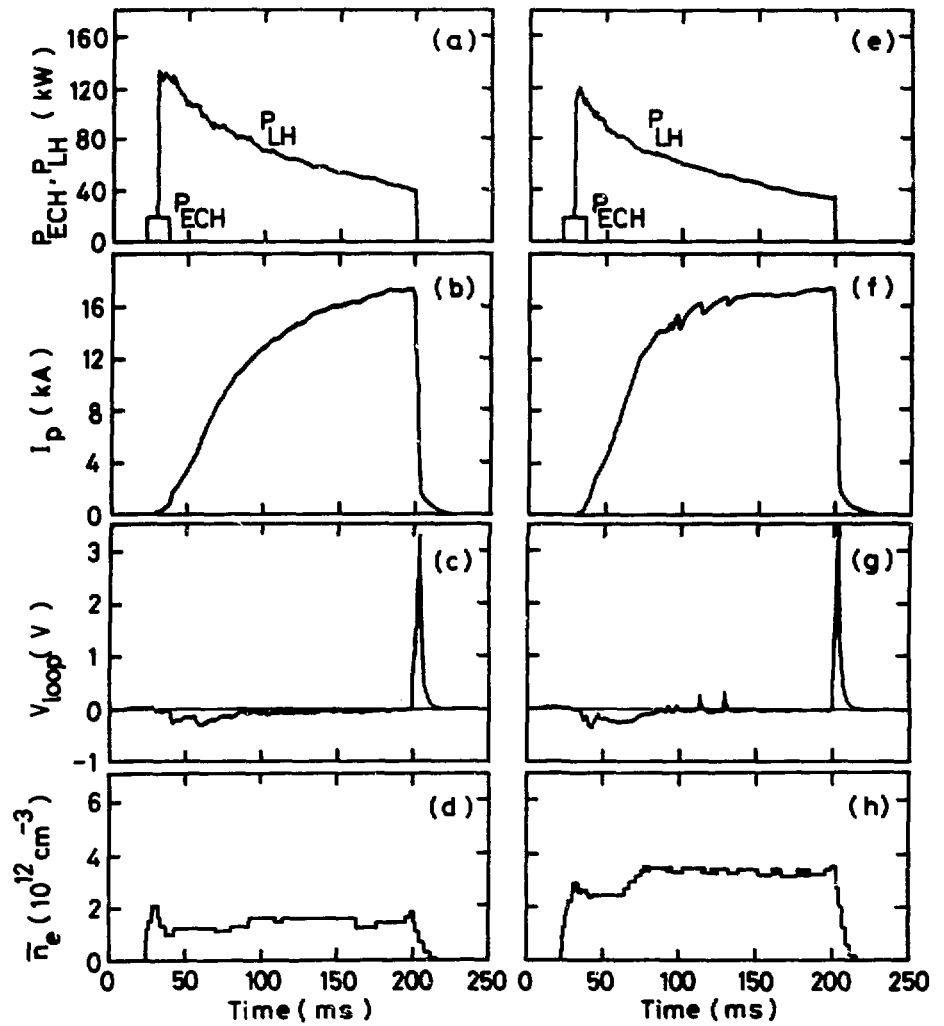 P_ECH, P_LH (kW)
160
120
80
40
0
(a)
P_LH
P_ECH
(e)
P_LH
P_ECH
I_p (kA)
16
12
8
4
0
(b)
(f)
V_loop (V)
3
2
1
0
-1
(c)
(g)
n̄_e (10^12 cm^-3)
6
4
2
0
(d)
(h)
0 50 100 150 200 250
0 50 100 150 200 250
Time (ms)
Time (ms)